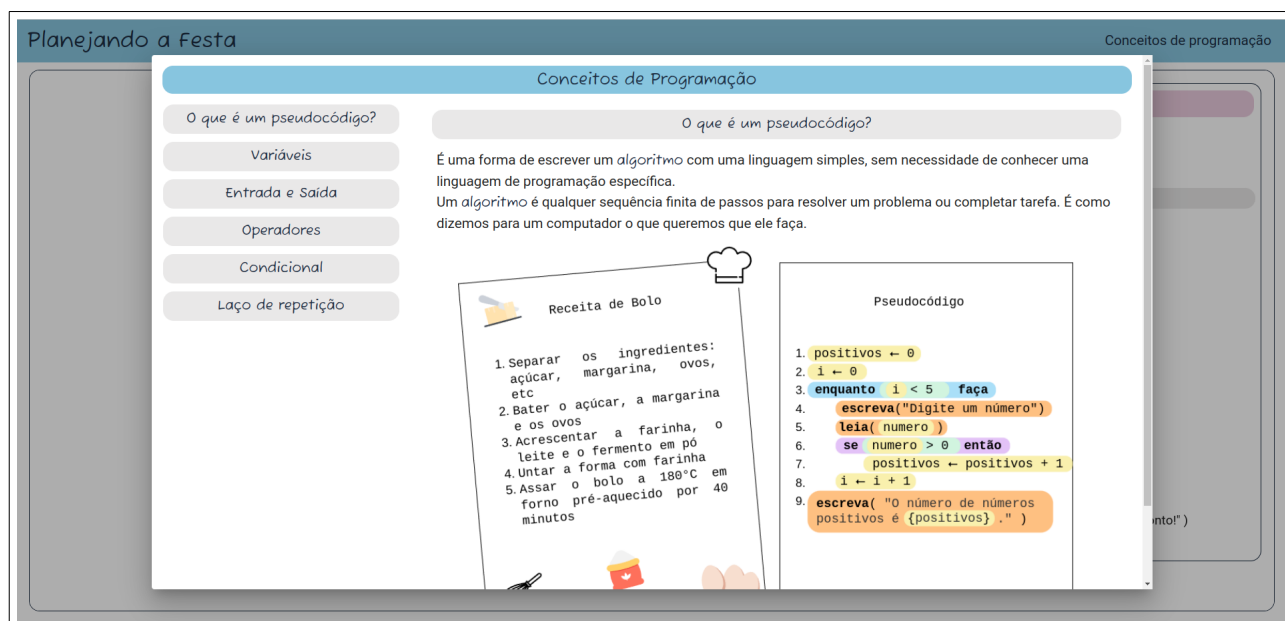 Planejando a Festa
Conceitos de programação
Conceitos de Programação
O que é um pseudocódigo?
Variáveis
Entrada e Saída
Operadores
Condicional
Laço de repetição
O que é um pseudocódigo?
É uma forma de escrever um algoritmo com uma linguagem simples, sem necessidade de conhecer uma
linguagem de programação específica.
Um algoritmo é qualquer sequência finita de passos para resolver um problema ou completar tarefa. É como
dizemos para um computador o que queremos que ele faça.
Receita de Bolo
1. Separar os ingredientes:
açúcar, margarina, ovos,
etc
2. Bater o açúcar, a margarina
e os ovos
3. Acrescentar a farinha, o
leite e o fermento em pó
4. Untar a forma com farinha
5. Assar o bolo a 180°C em
forno pré-aquecido por 40
minutos
Pseudocódigo
1. positivos ← 0
2. i ← 0
3. enquanto i < 5 faça
4. escreva("Digite um número")
5. leia( numero )
6. se numero > 0 então
7. positivos ← positivos + 1
8. i ← i + 1
9. escreva( "O número de números
positivos é {positivos} ." )
onto!" )